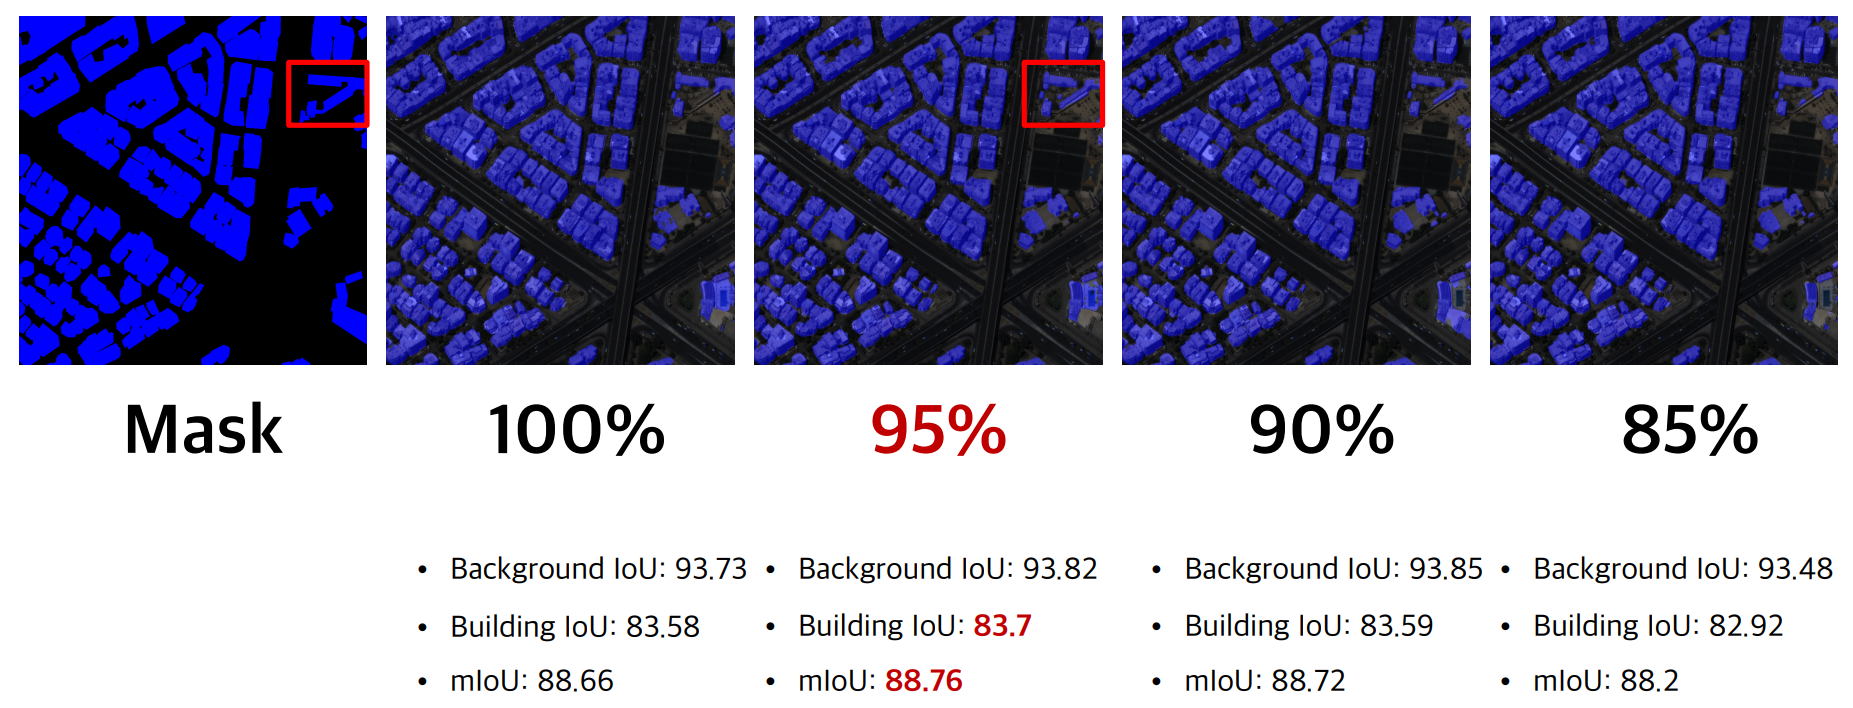 Mask
100%
95%
90%
85%
• Background IoU: 93.73
• Building IoU: 83.58
• mIoU: 88.66
• Background IoU: 93.82
• Building IoU: 83.7
• mIoU: 88.76
• Background IoU: 93.85
• Building IoU: 83.59
• mIoU: 88.72
• Background IoU: 93.48
• Building IoU: 82.92
• mIoU: 88.2